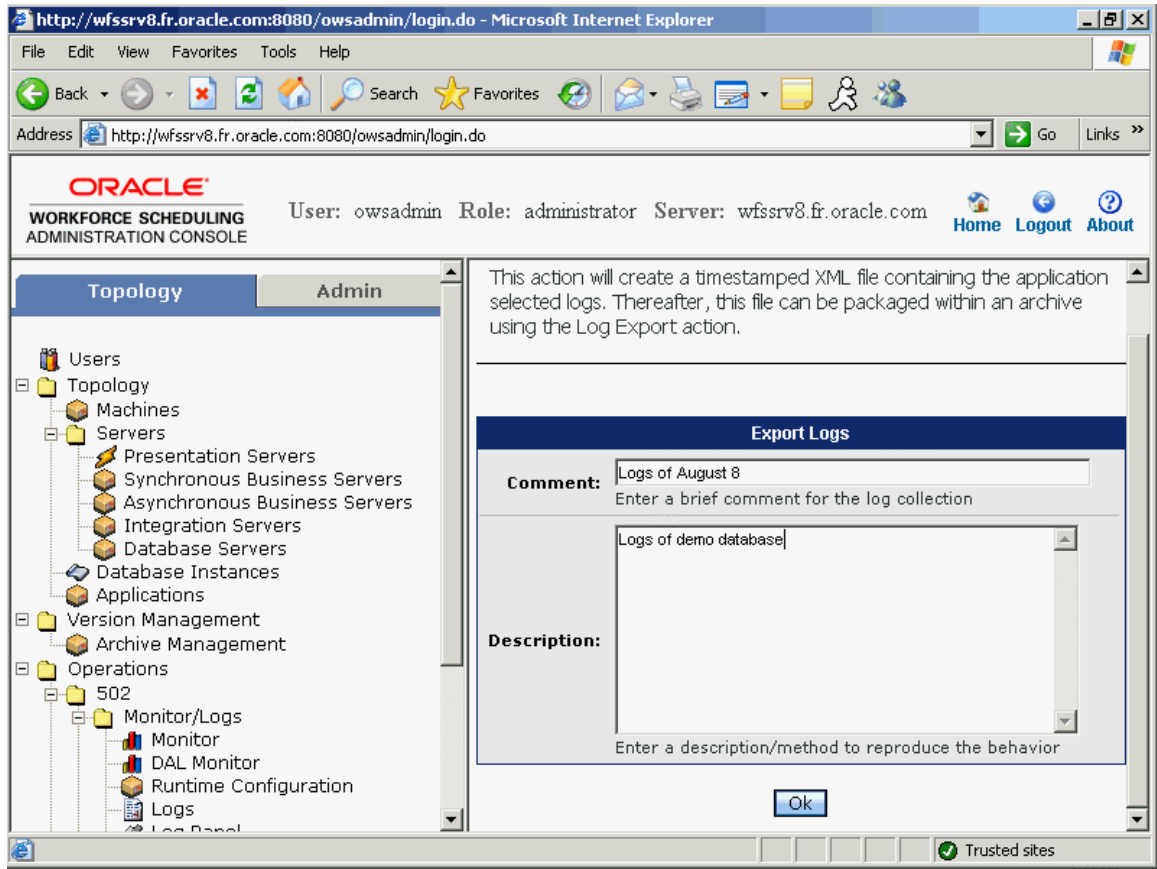 http://wfssrv8.fr.oracle.com:8080/owsadmin/login.do - Microsoft Internet Explorer
File Edit View Favorites Tools Help
Back Search Favorites
Address http://wfssrv8.fr.oracle.com:8080/owsadmin/login.do Go Links »
ORACLE
WORKFORCE SCHEDULING
ADMINISTRATION CONSOLE
User: owsadmin Role: administrator Server: wfssrv8.fr.oracle.com
Home Logout About
Topology Admin
Users
Topology
Machines
Servers
Presentation Servers
Synchronous Business Servers
Asynchronous Business Servers
Integration Servers
Database Servers
Database Instances
Applications
Version Management
Archive Management
Operations
502
Monitor/Logs
Monitor
DAL Monitor
Runtime Configuration
Logs
Log Panel
This action will create a timestamped XML file containing the application
selected logs. Thereafter, this file can be packaged within an archive
using the Log Export action.
Export Logs
Comment: Logs of August 8
Enter a brief comment for the log collection
Description: Logs of demo database
Enter a description/method to reproduce the behavior
Ok
Trusted sites